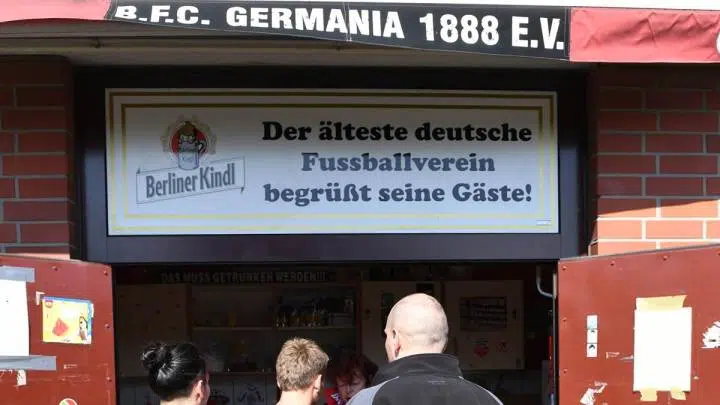 B.F.C. GERMANIA 1888 E.V.
Der älteste deutsche
Fussballverein
begrüßt seine Gäste!
Berliner Kindl
DAS MUSS GETRUNKEN WERDEN!!!